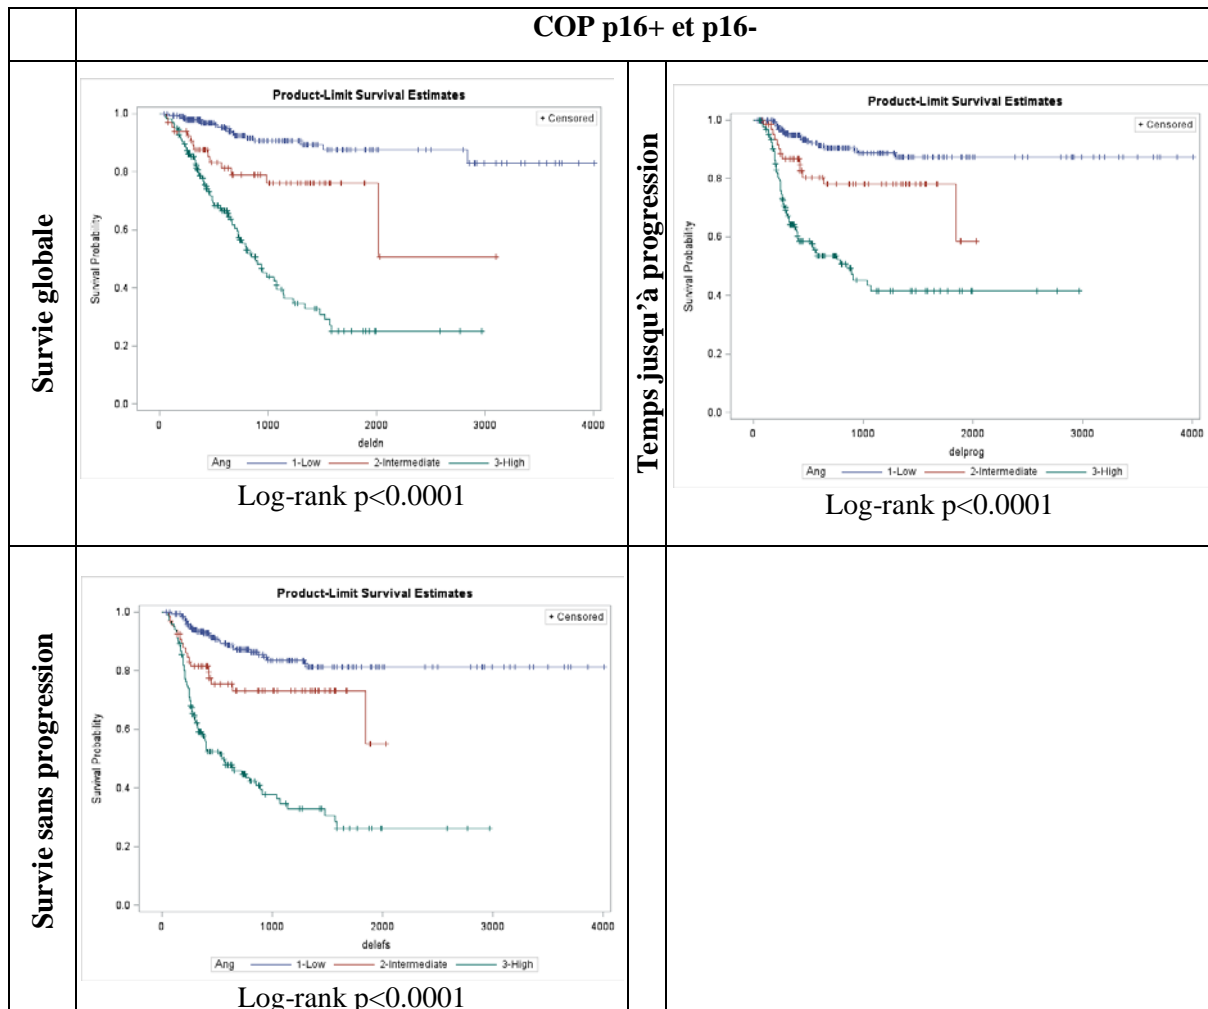 COP p16+ et p16-
Survie globale
Product-Limit Survival Estimates
+ Censored
Survival Probability
1.0
0.8
0.6
0.4
0.2
0.0
0 1000 2000 3000 4000
deldn
Ang 1-Low 2-Intermediate 3-High
Log-rank p<0.0001
Temps jusqu'à progression
Product-Limit Survival Estimates
+ Censored
Survival Probability
1.0
0.8
0.6
0.4
0.2
0.0
0 1000 2000 3000 4000
delprog
Ang 1-Low 2-Intermediate 3-High
Log-rank p<0.0001
Survie sans progression
Product-Limit Survival Estimates
+ Censored
Survival Probability
1.0
0.8
0.6
0.4
0.2
0.0
0 1000 2000 3000 4000
delefs
Ang 1-Low 2-Intermediate 3-High
Log-rank p<0.0001